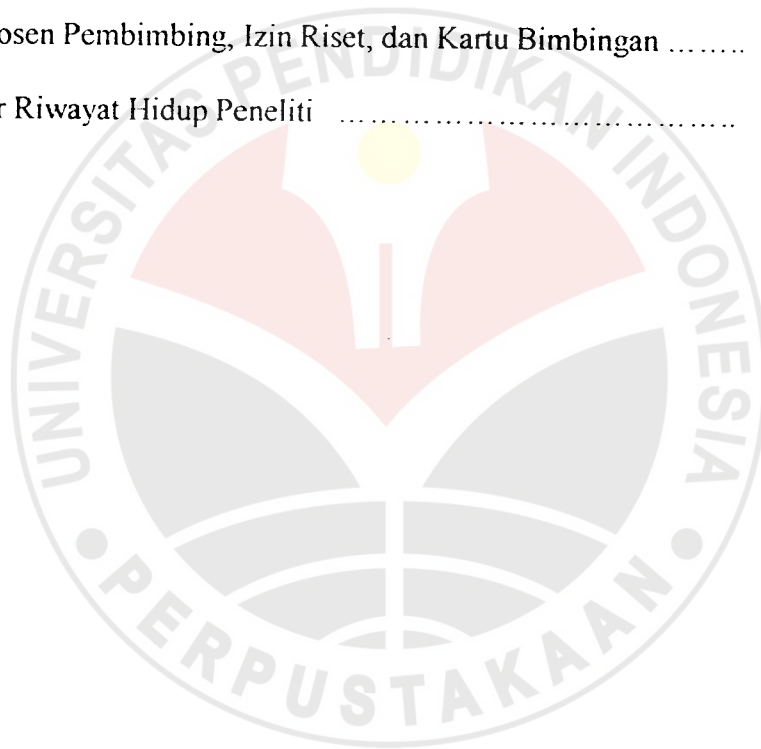 osen Pembimbing, Izin Riset, dan Kartu Bimbingan ........
r Riwayat Hidup Peneliti ........................................
UNIVERSITAS PENDIDIKAN INDONESIA
PERPUSTAKAAN